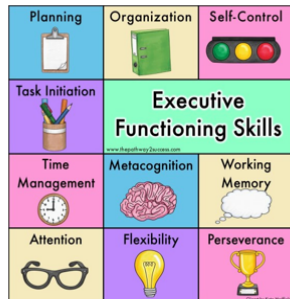 Planning
Organization
Self-Control
Task Initiation
Executive
Functioning Skills
www.thepathway2success.com
Time
Management
Metacognition
Working
Memory
Attention
Flexibility
Perseverance